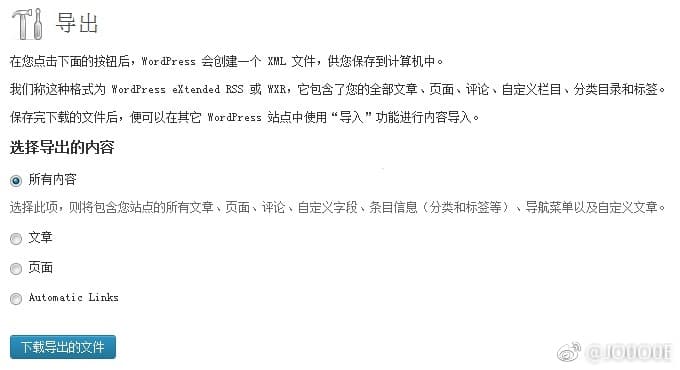 导出
在您点击下面的按钮后，WordPress 会创建一个 XML 文件，供您保存到计算机中。
我们称这种格式为 WordPress eXtended RSS 或 WXR，它包含了您的全部文章、页面、评论、自定义栏目、分类目录和标签。
保存完下载的文件后，便可以在其它 WordPress 站点中使用“导入”功能进行内容导入。
选择导出的内容
所有内容
选择此项，则将包含您站点的所有文章、页面、评论、自定义字段、条目信息（分类和标签等）、导航菜单以及自定义文章。
文章
页面
Automatic Links
下载导出的文件
@JOUOUE